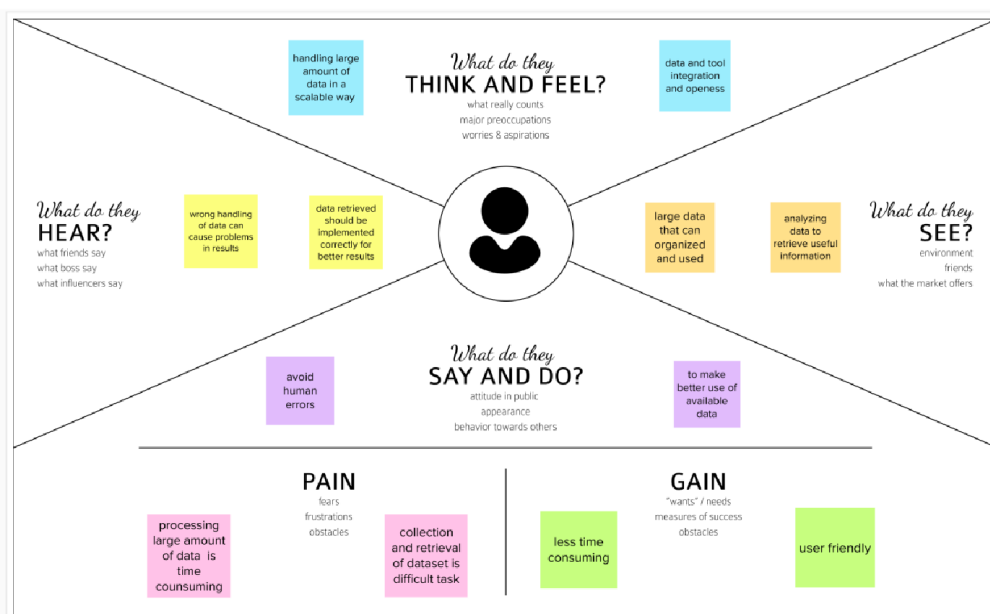 handling large
amount of
data in a
scalable way
What do they
THINK AND FEEL?
what really counts
major preoccupations
worries & aspirations
data and tool
integration
and openess
What do they
HEAR?
what friends say
what boss say
what influencers say
wrong handling
of data can
cause problems
in results
data retrieved
should be
implemented
correctly for
better results
large data
that can
organized
and used
analyzing
data to
retrieve useful
information
What do they
SEE?
environment
friends
what the market offers
avoid
human
errors
What do they
SAY AND DO?
attitude in public
appearance
behavior towards others
to make
better use of
available
data
PAIN
fears
frustrations
obstacles
processing
large amount
of data is
time
counsuming
collection
and retrieval
of dataset is
difficult task
GAIN
"wants" / needs
measures of success
obstacles
less time
consuming
user friendly